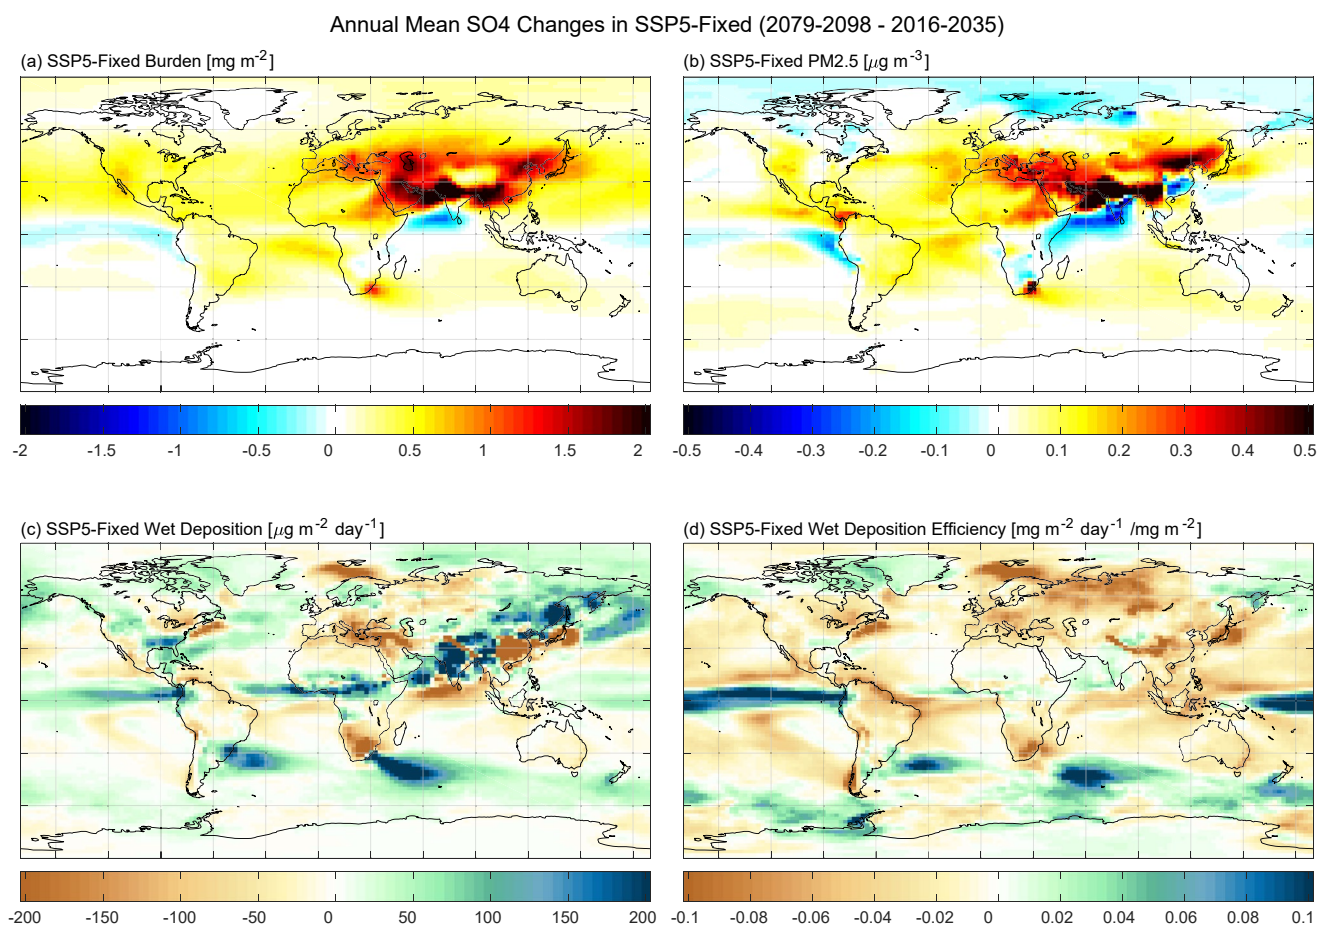 Annual Mean SO4 Changes in SSP5-Fixed (2079-2098 - 2016-2035)
(a) SSP5-Fixed Burden [mg m-2]
(b) SSP5-Fixed PM2.5 [μg m-3]
-2 -1.5 -1 -0.5 0 0.5 1 1.5 2
-0.5 -0.4 -0.3 -0.2 -0.1 0 0.1 0.2 0.3 0.4 0.5
(c) SSP5-Fixed Wet Deposition [μg m-2 day-1]
(d) SSP5-Fixed Wet Deposition Efficiency [mg m-2 day-1 /mg m-2]
-200 -150 -100 -50 0 50 100 150 200
-0.1 -0.08 -0.06 -0.04 -0.02 0 0.02 0.04 0.06 0.08 0.1